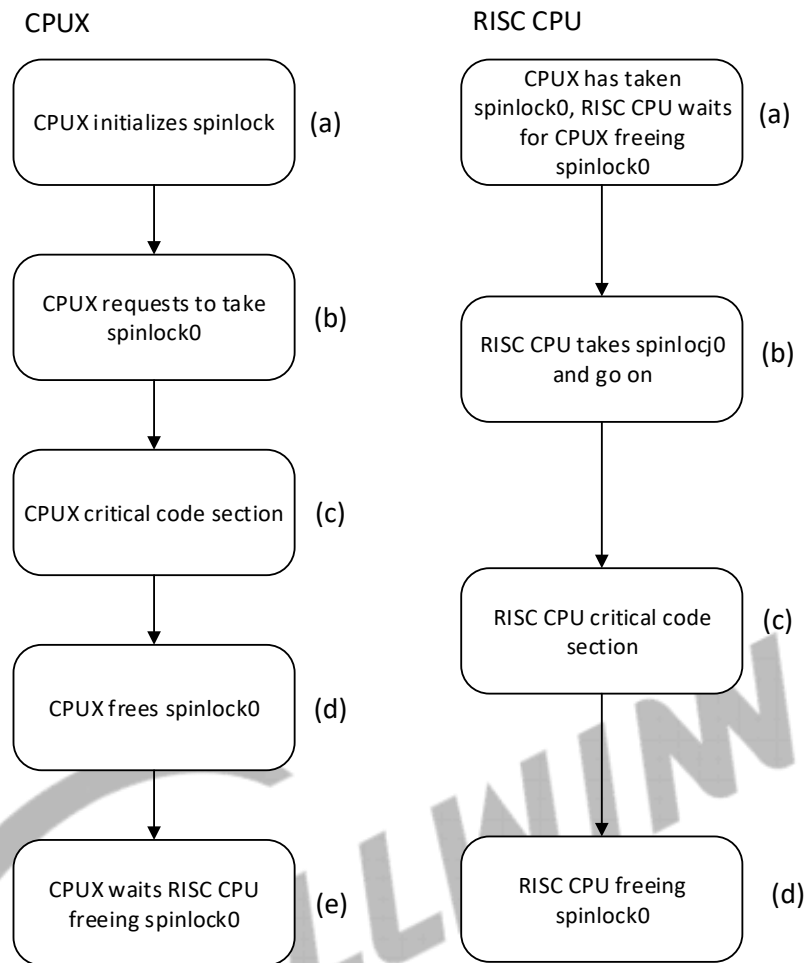 CPUX
CPUX initializes spinlock
(a)
CPUX requests to take
spinlock0
(b)
CPUX critical code section
(c)
CPUX frees spinlock0
(d)
CPUX waits RISC CPU
freeing spinlock0
(e)
RISC CPU
CPUX has taken
spinlock0, RISC CPU waits
for CPUX freeing
spinlock0
(a)
RISC CPU takes spinlocj0
and go on
(b)
RISC CPU critical code
section
(c)
RISC CPU freeing
spinlock0
(d)